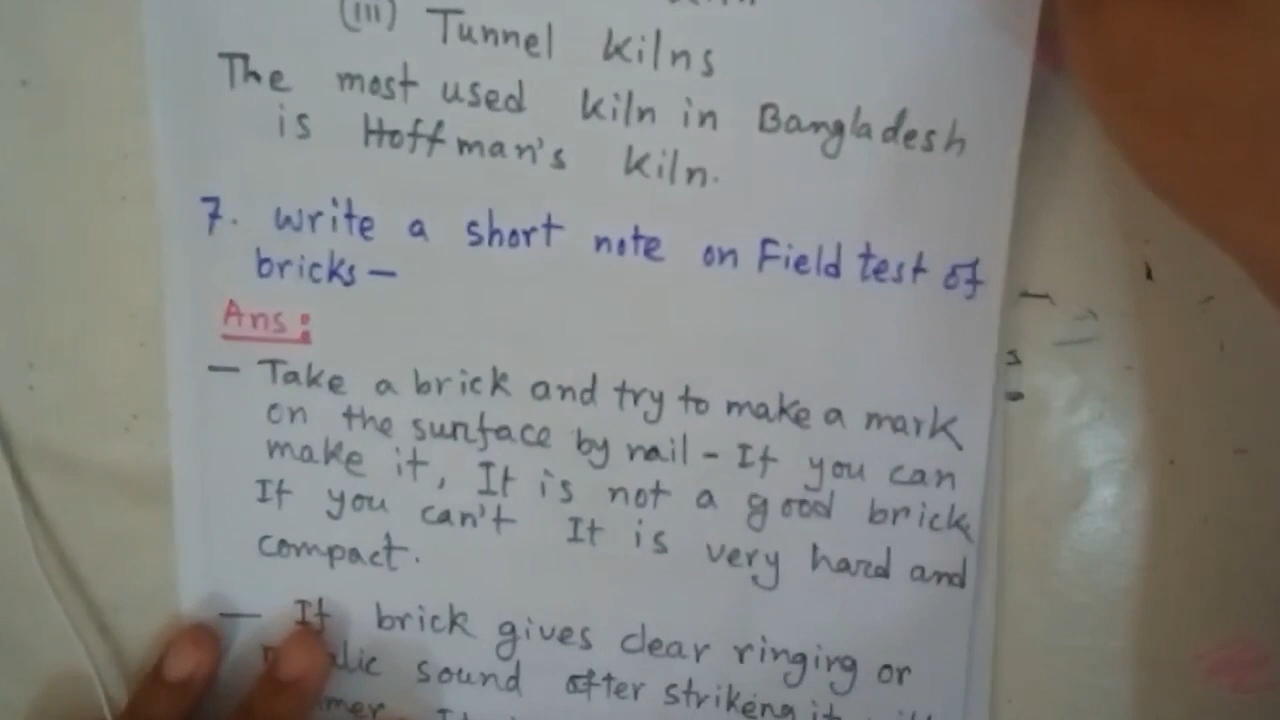 (iii) Tunnel kilns
The most used kiln in Bangladesh
is Hoffman's kiln.
7. Write a short note on Field test of
bricks —
Ans:
— Take a brick and try to make a mark
on the surface by nail - If you can
make it, It is not a good brick,
If you can't It is very hard and
compact.
— If brick gives clear ringing or
sound after strikeng it